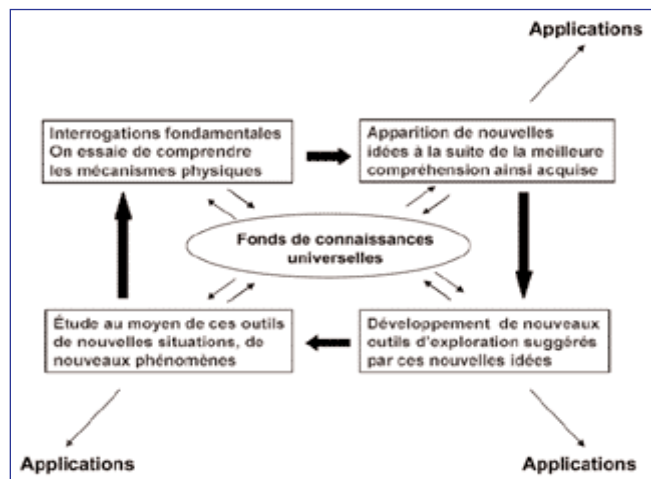 Applications
Interrogations fondamentales
On essaie de comprendre
les mécanismes physiques
Apparition de nouvelles
idées à la suite de la meilleure
compréhension ainsi acquise
Fonds de connaissances
universelles
Étude au moyen de ces outils
de nouvelles situations, de
nouveaux phénomènes
Développement de nouveaux
outils d'exploration suggérés
par ces nouvelles idées
Applications
Applications